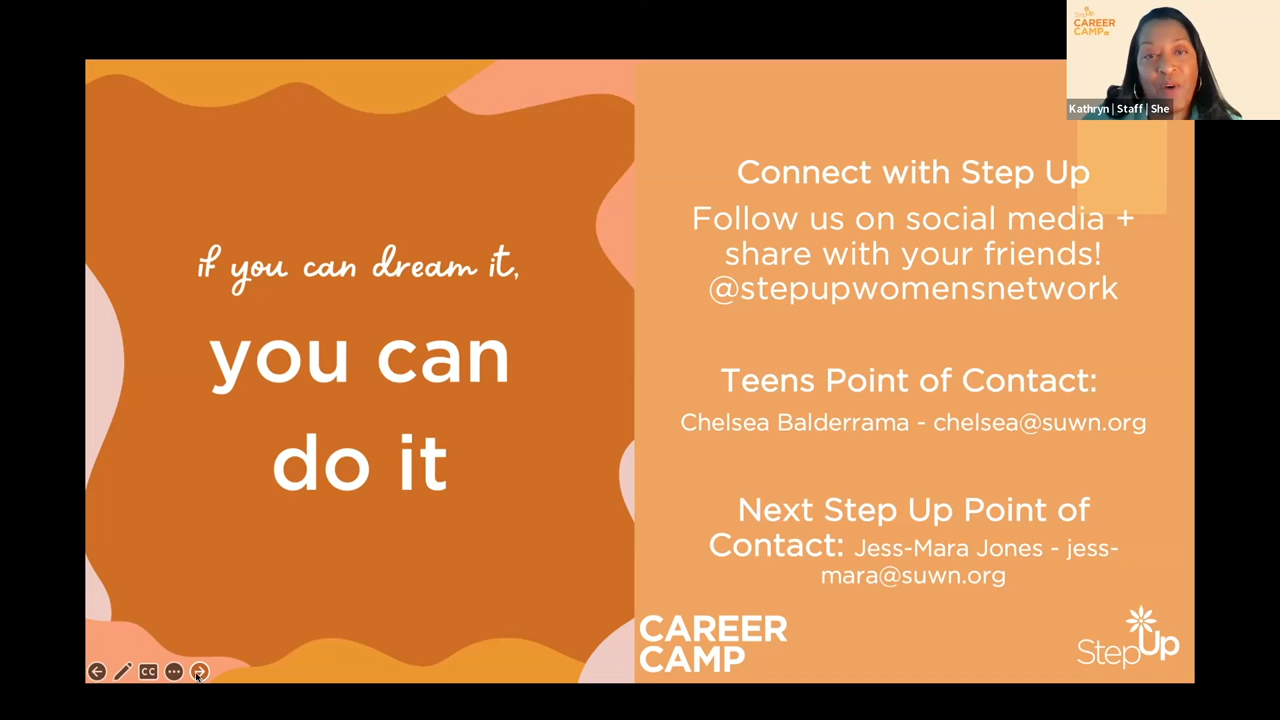 StepUp
CAREER
CAMP
Kathryn | Staff | She
if you can dream it,
you can
do it
Connect with Step Up
Follow us on social media +
share with your friends!
@stepupwomensnetwork
Teens Point of Contact:
Chelsea Balderrama - chelsea@suwn.org
Next Step Up Point of
Contact: Jess-Mara Jones - jess-
mara@suwn.org
CAREER
CAMP
StepUp
CC